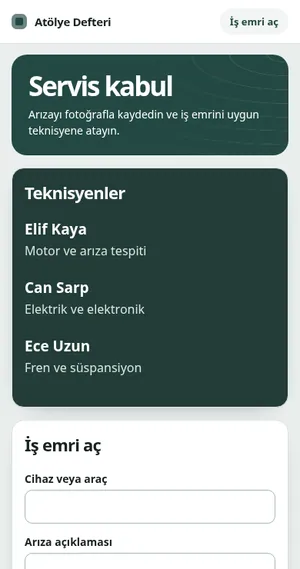 Atölye Defteri
İş emri aç
Servis kabul
Arızayı fotoğrafla kaydedin ve iş emrini uygun
teknisyene atayın.
Teknisyenler
Elif Kaya
Motor ve arıza tespiti
Can Sarp
Elektrik ve elektronik
Ece Uzun
Fren ve süspansiyon
İş emri aç
Cihaz veya araç
Arıza açıklaması